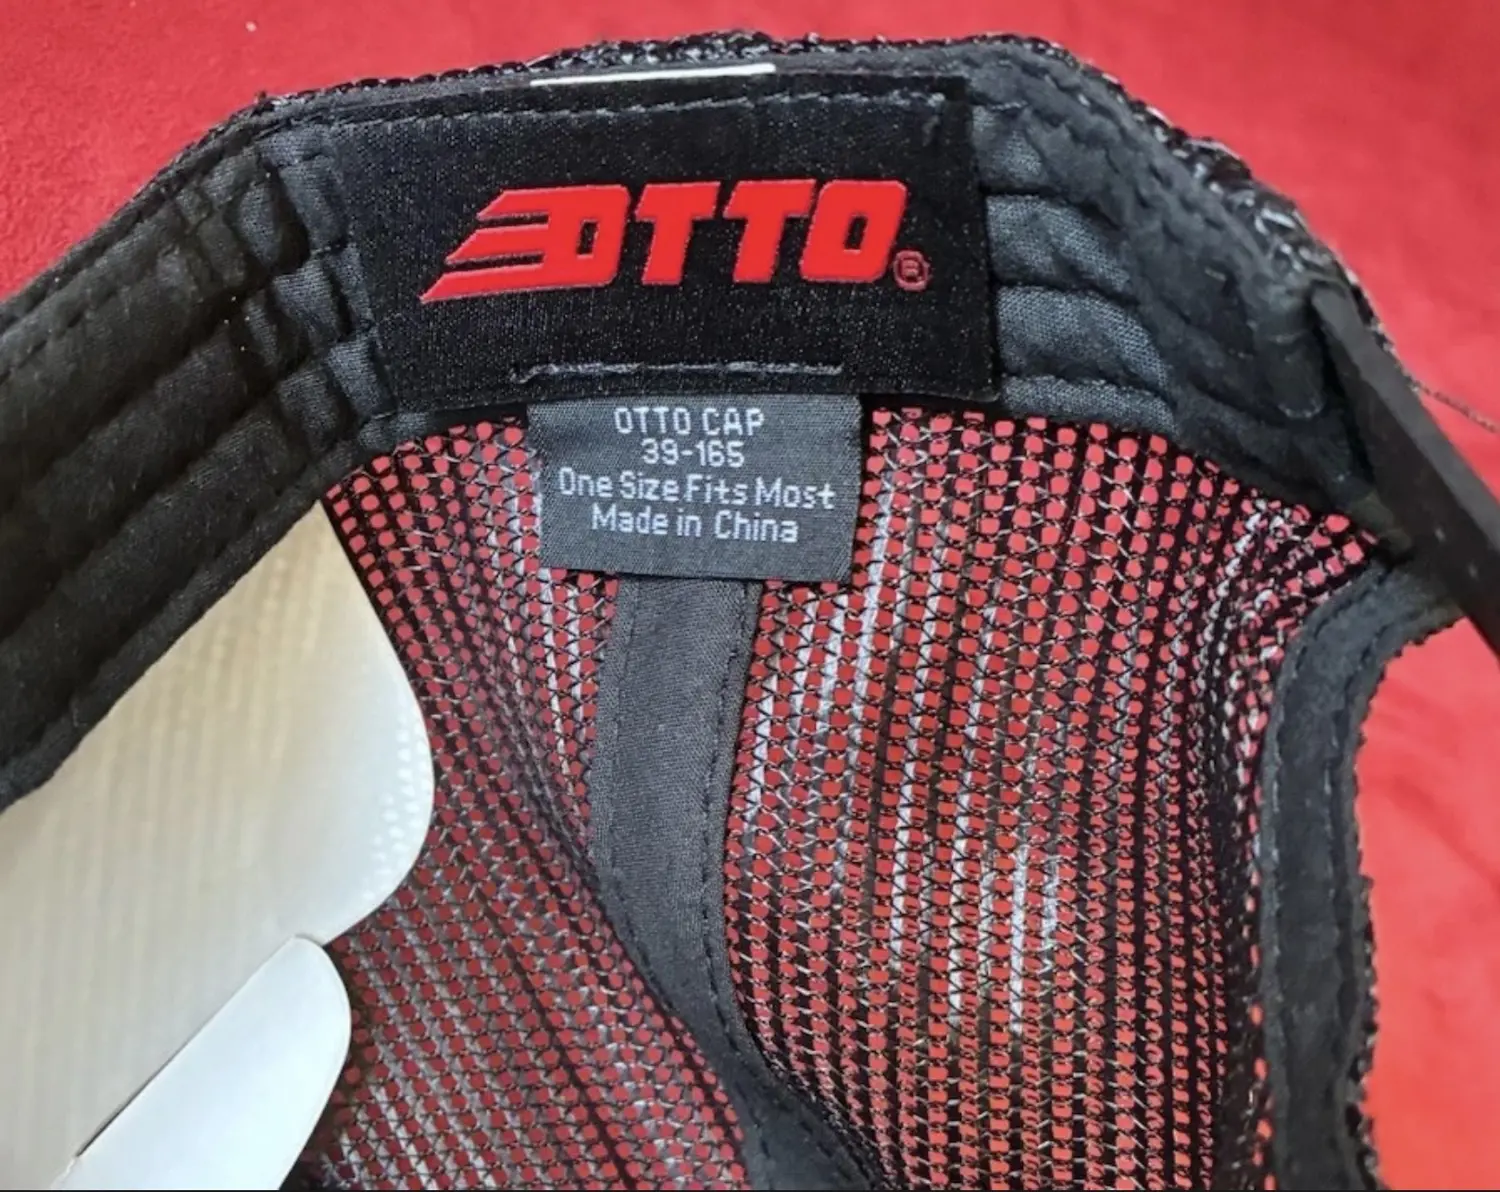 OTTO®
OTTO CAP
39-165
One Size Fits Most
Made in China